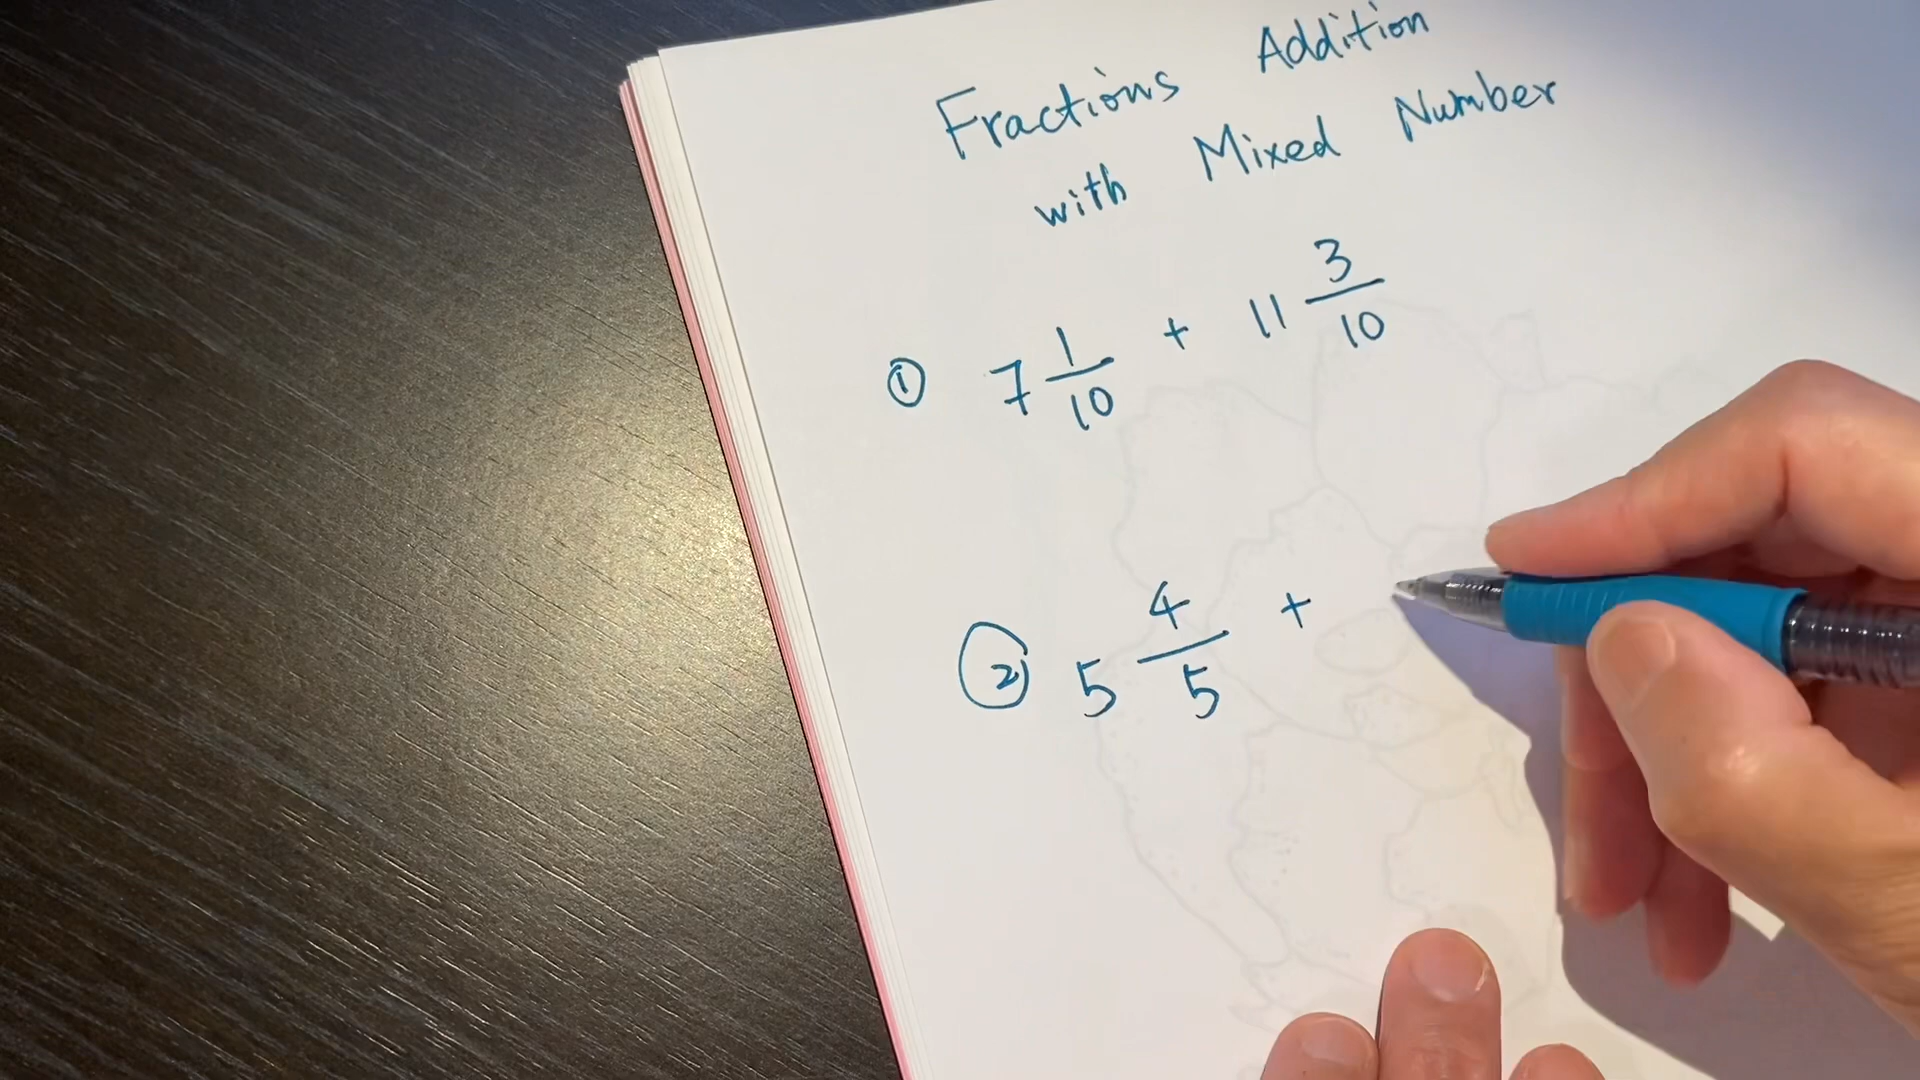 Fractions Addition
with Mixed Number
① 7 1/10 + 11 3/10
② 5 4/5 +